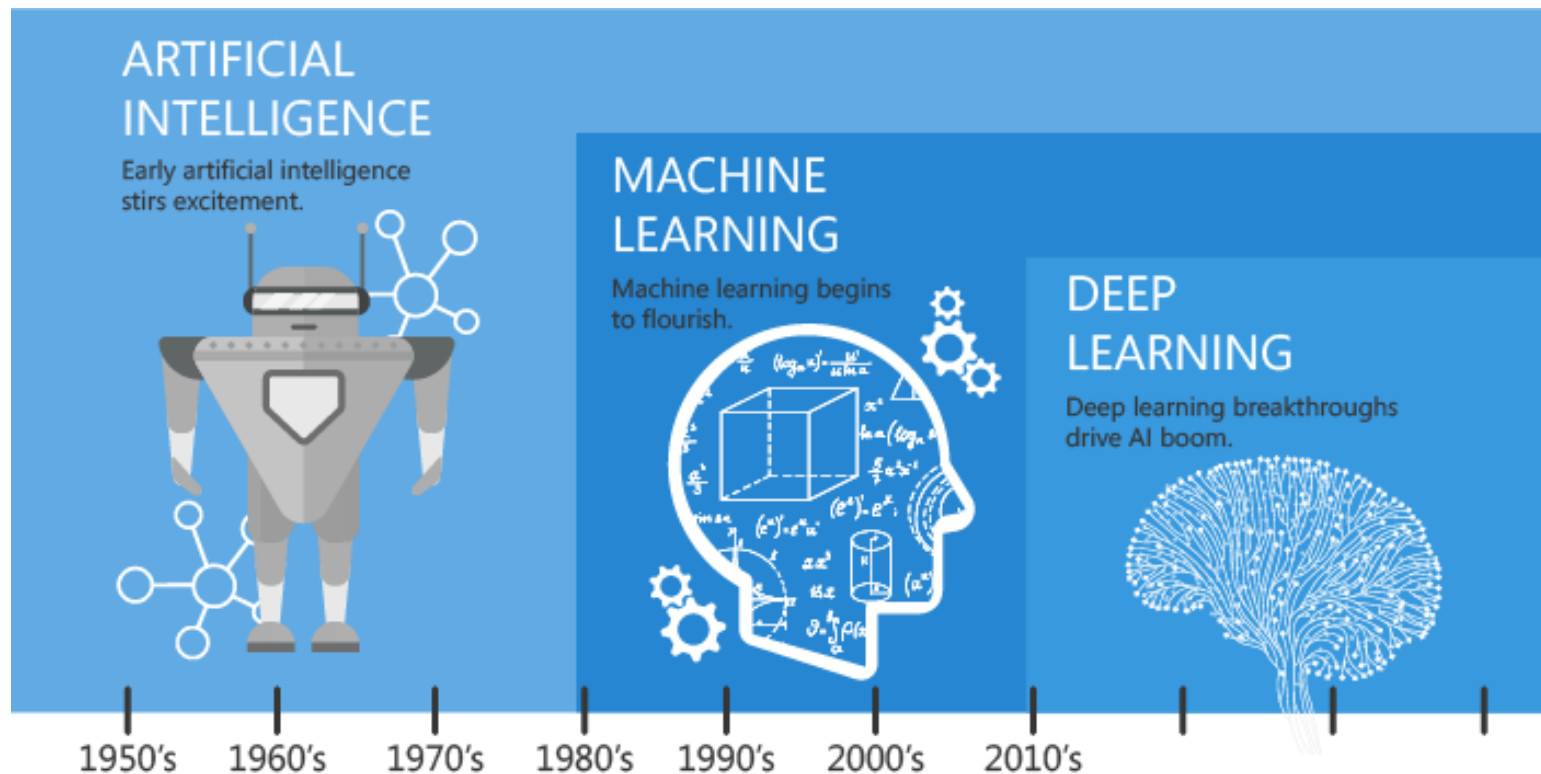 ARTIFICIAL
INTELLIGENCE
Early artificial intelligence
stirs excitement.
MACHINE
LEARNING
Machine learning begins
to flourish.
DEEP
LEARNING
Deep learning breakthroughs
drive AI boom.
1950's 1960's 1970's 1980's 1990's 2000's 2010's